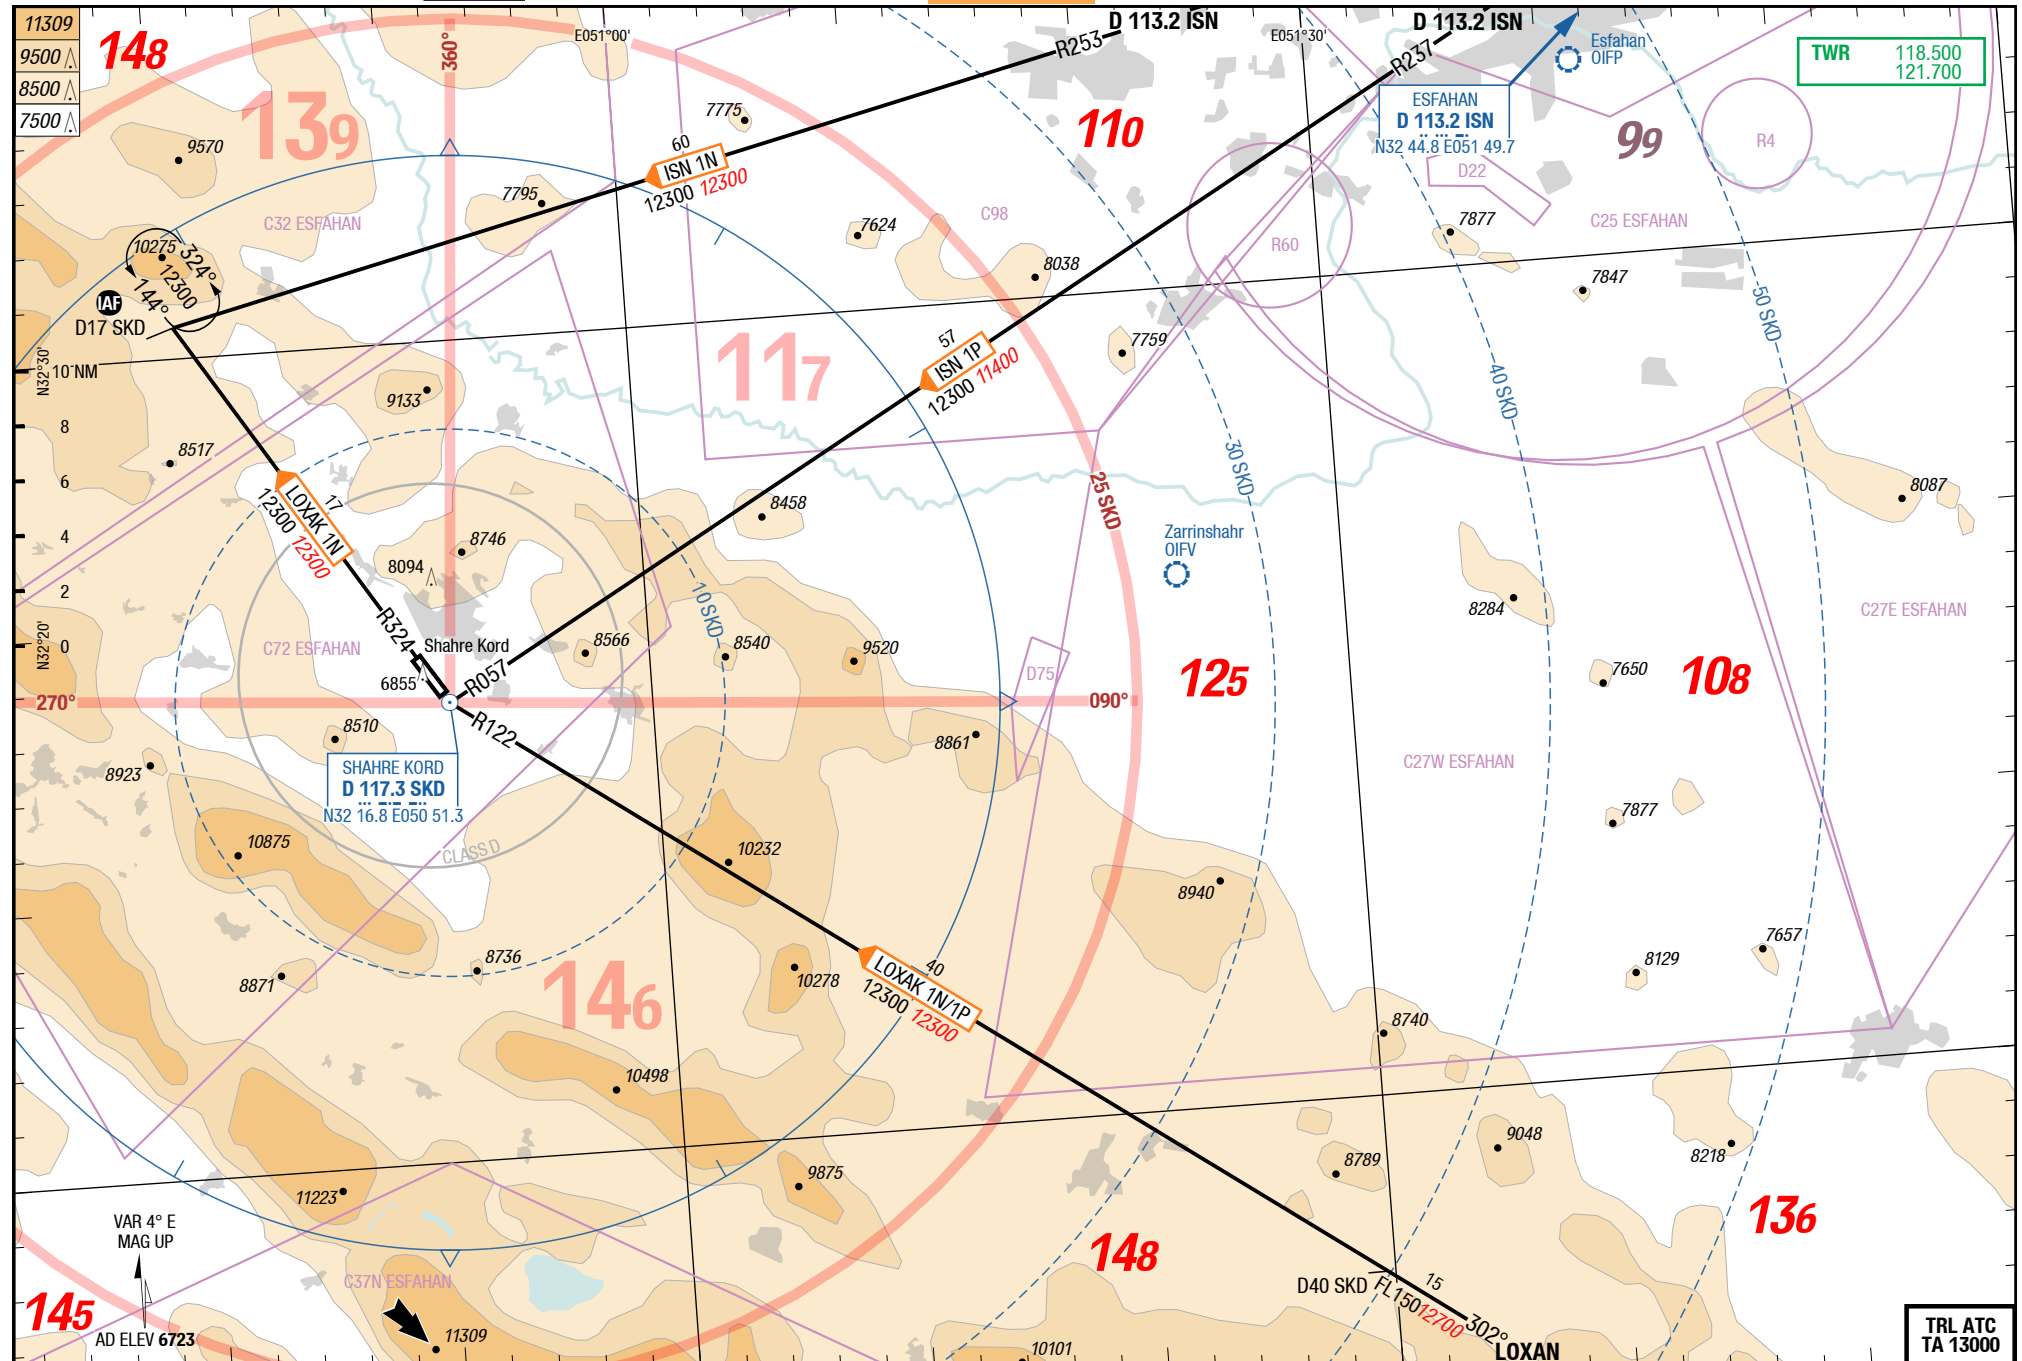 11309
9500
8500
7500
148
139
360°
E051°00'
R253
D 113.2 ISN
E051°30'
D 113.2 ISN
R237
Esfahan
OIFP
TWR 118.500
121.700
ESFAHAN
D 113.2 ISN
N32 44.8 E051 49.7
110
99
R4
D22
9570
7775
60
ISN 1N
12300 12300
7795
C32 ESFAHAN
7624
C98
8038
R60
7877
C25 ESFAHAN
7847
10275
324°
12300
144°
IAF
D17 SKD
N32°30'
10 NM
8
6
4
2
0
N32°20'
9133
8517
117
57
ISN 1P
12300 11400
7759
50 SKD
40 SKD
30 SKD
25 SKD
10 SKD
8458
8087
17
LOXAK 1N
12300 12300
8746
8094
R324
Zarrinshahr
OIFV
8284
C27E ESFAHAN
C72 ESFAHAN
Shahre Kord
6855
R057
8566
8540
9520
D75
125
7650
108
270°
090°
R122
8510
8861
8923
SHAHRE KORD
D 117.3 SKD
N32 16.8 E050 51.3
C27W ESFAHAN
7877
10875
CLASS D
10232
8940
8871
8736
146
10278
40
LOXAK 1N/1P
12300 12300
8129
7657
8740
10498
9048
8789
8218
11223
9875
136
VAR 4° E
MAG UP
C37N ESFAHAN
148
D40 SKD
15
FL150 12700
302°
LOXAN
145
AD ELEV 6723
11309
10101
TRL ATC
TA 13000